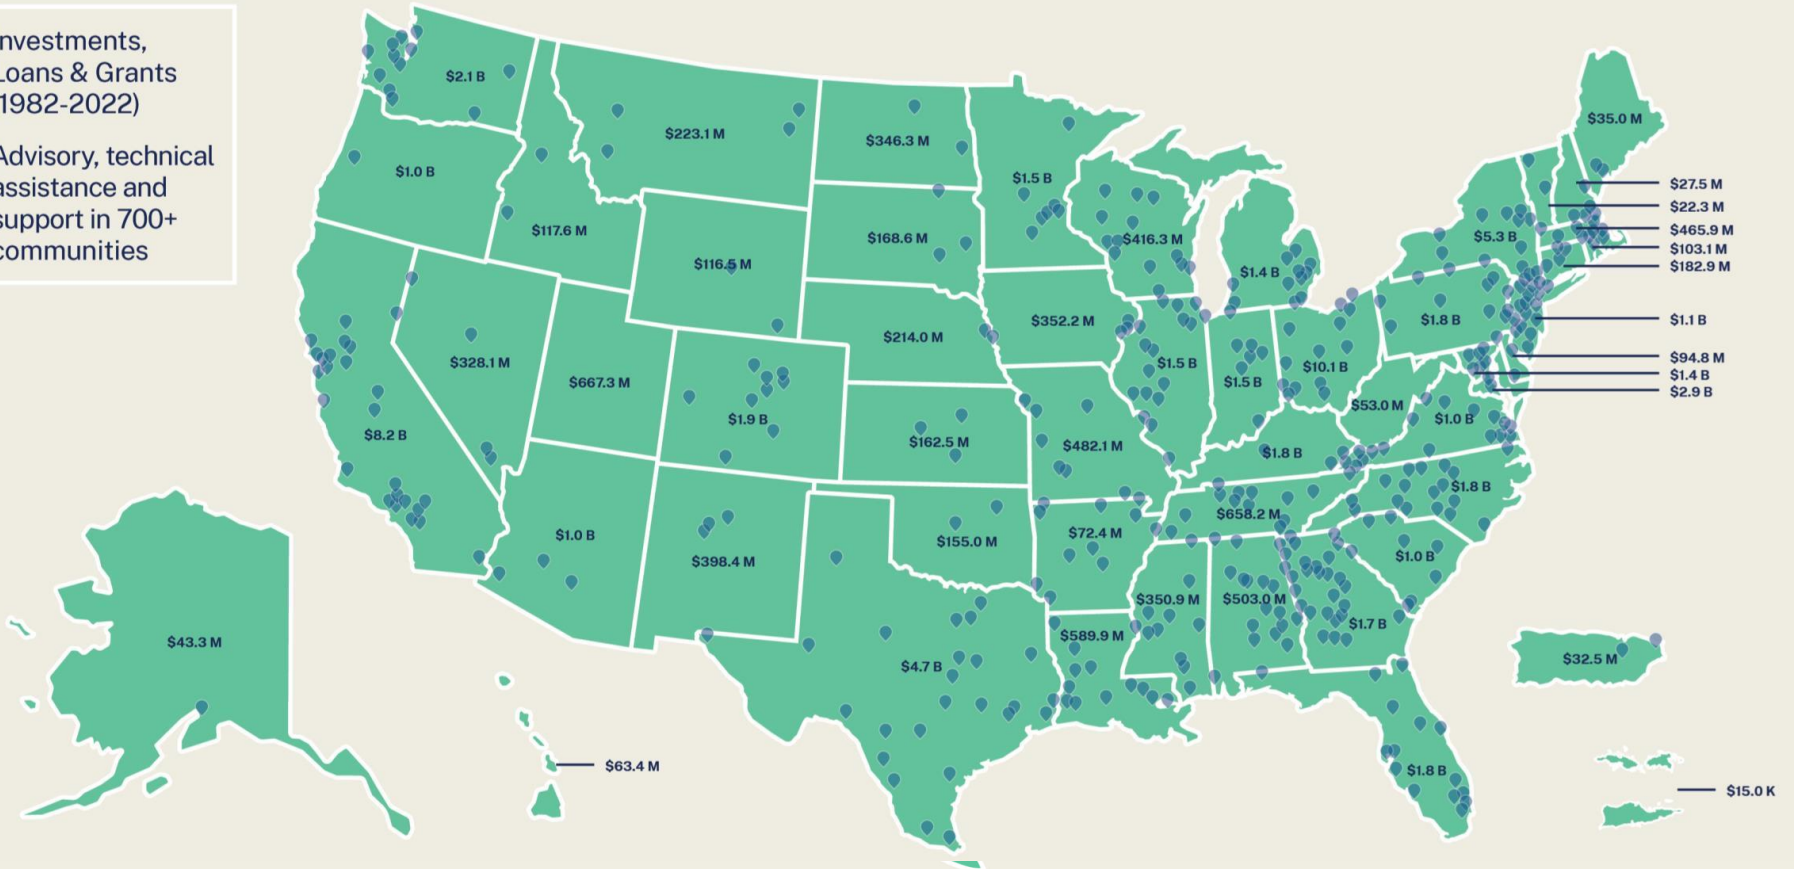 nvestments,
Loans & Grants
1982-2022)
Advisory, technical
assistance and
support in 700+
communities
$2.1 B
$1.0 B
$117.6 M
$223.1 M
$116.5 M
$346.3 M
$168.6 M
$214.0 M
$162.5 M
$155.0 M
$8.2 B
$328.1 M
$667.3 M
$1.9 B
$1.0 B
$398.4 M
$4.7 B
$1.5 B
$352.2 M
$482.1 M
$72.4 M
$589.9 M
$416.3 M
$1.5 B
$1.4 B
$1.5 B
$10.1 B
$1.8 B
$658.2 M
$350.9 M
$503.0 M
$1.7 B
$1.8 B
$1.0 B
$1.8 B
$1.0 B
$53.0 M
$1.8 B
$5.3 B
$35.0 M
$27.5 M
$22.3 M
$465.9 M
$103.1 M
$182.9 M
$1.1 B
$94.8 M
$1.4 B
$2.9 B
$43.3 M
$63.4 M
$32.5 M
$15.0 K